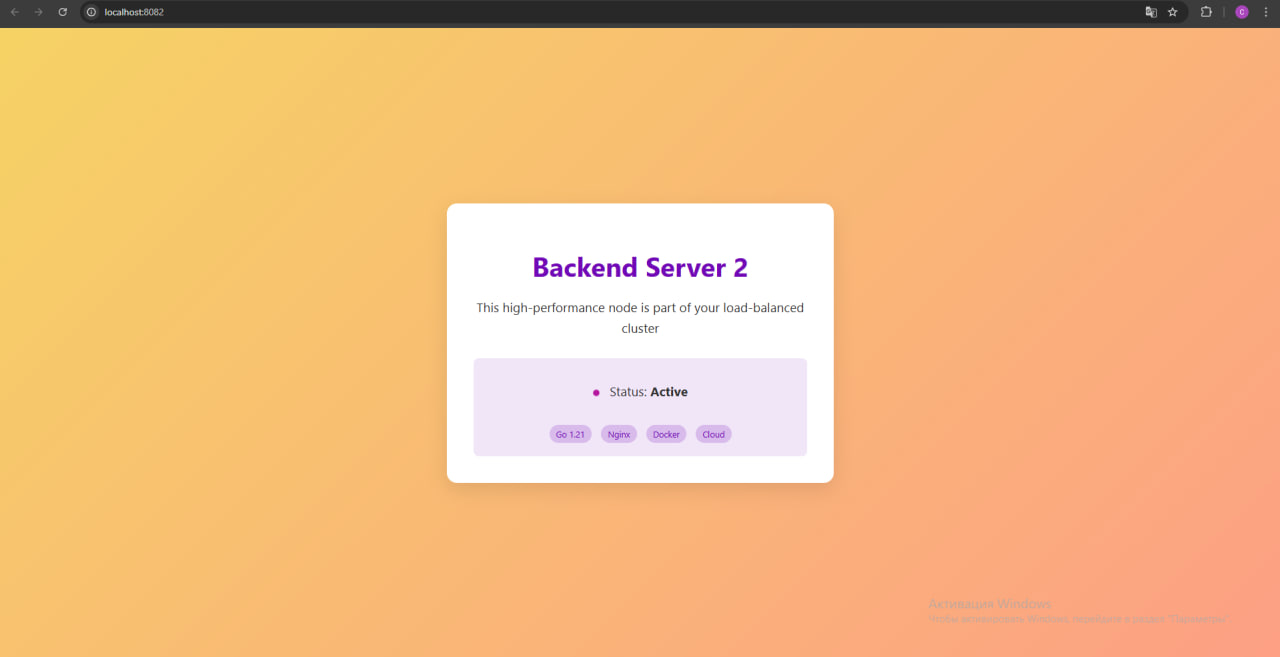 localhost:8082
C
Backend Server 2
This high-performance node is part of your load-balanced
cluster
Status: Active
Go 1.21 Nginx Docker Cloud
Активация Windows
Чтобы активировать Windows, перейдите в раздел "Параметры".